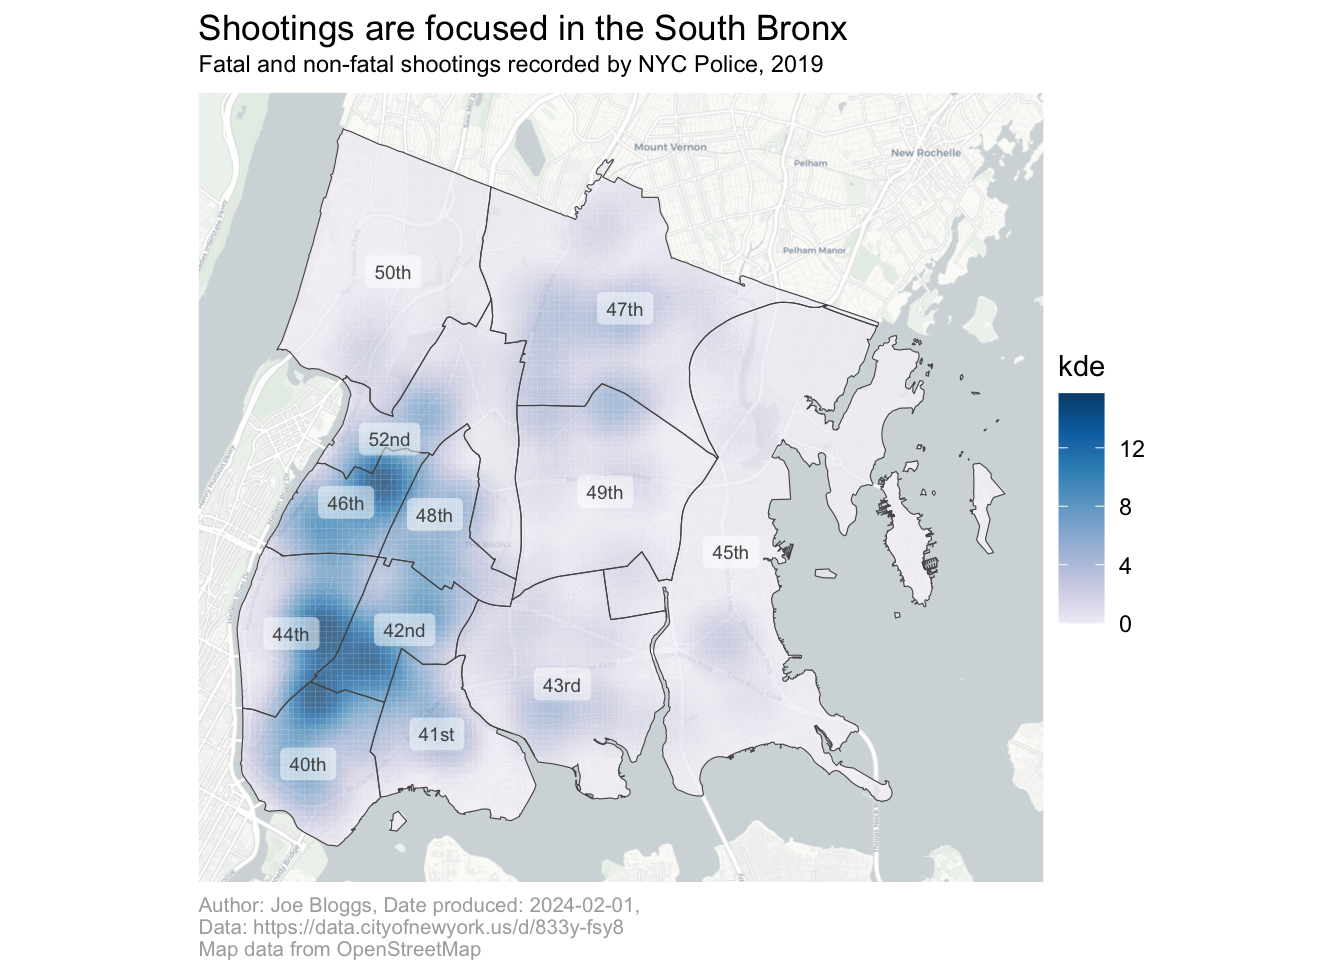 Shootings are focused in the South Bronx
Fatal and non-fatal shootings recorded by NYC Police, 2019
Mount Vernon
New Rochelle
Pelham
Pelham Manor
50th
47th
52nd
46th
48th
49th
45th
THE BRONX
44th
42nd
43rd
41st
40th
kde
12
8
4
0
Author: Joe Bloggs, Date produced: 2024-02-01,
Data: https://data.cityofnewyork.us/d/833y-fsy8
Map data from OpenStreetMap